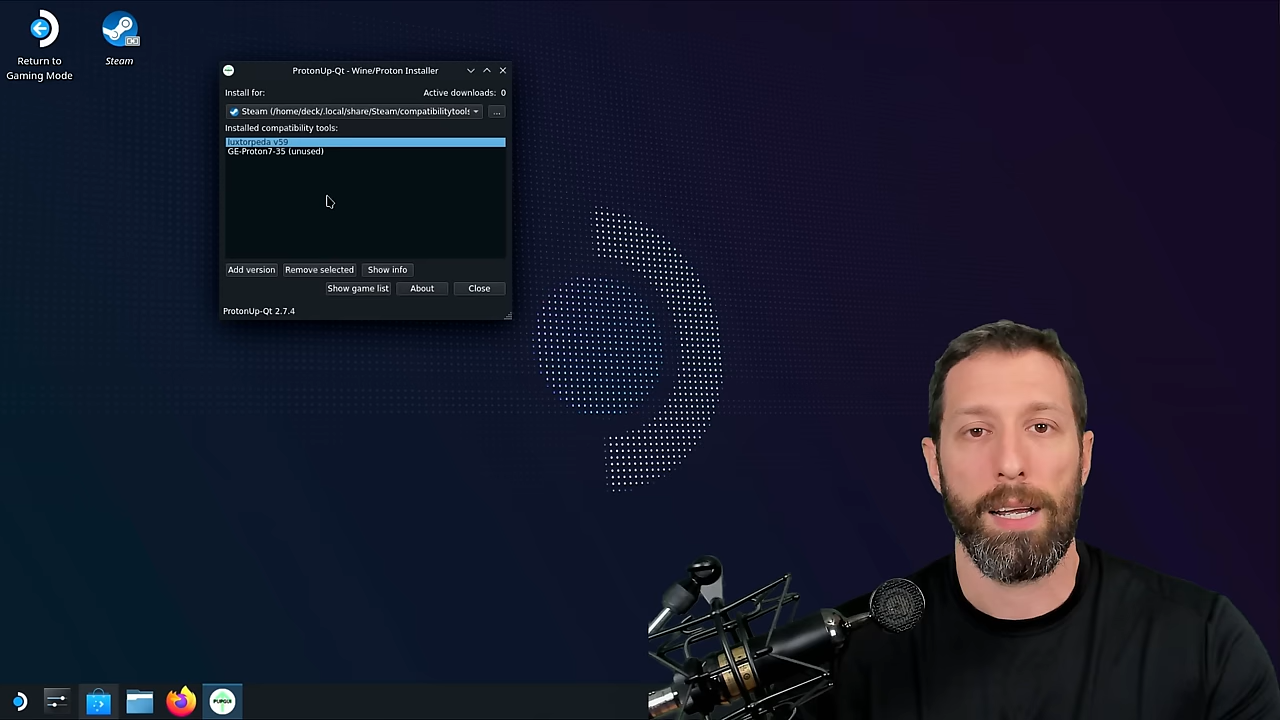 Return to
Gaming Mode
Steam
ProtonUp-Qt - Wine/Proton Installer
Install for:
Active downloads: 0
Steam (/home/deck/.local/share/Steam/compatibilitytools
...
Installed compatibility tools:
luxtorpeda v59
GE-Proton7-35 (unused)
Add version
Remove selected
Show info
Show game list
About
Close
ProtonUp-Qt 2.7.4
PUPGUI